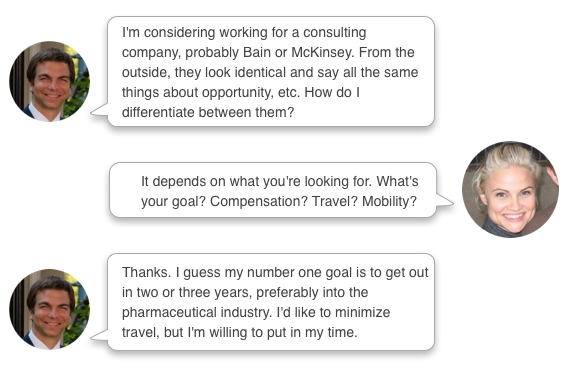 I'm considering working for a consulting
company, probably Bain or McKinsey. From the
outside, they look identical and say all the same
things about opportunity, etc. How do I
differentiate between them?
It depends on what you're looking for. What's
your goal? Compensation? Travel? Mobility?
Thanks. I guess my number one goal is to get out
in two or three years, preferably into the
pharmaceutical industry. I'd like to minimize
travel, but I'm willing to put in my time.